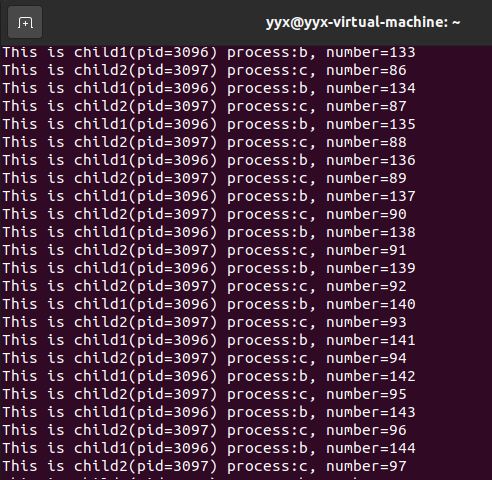 yyx@yyx-virtual-machine: ~
This is child1(pid=3096) process:b, number=133
This is child2(pid=3097) process:c, number=86
This is child1(pid=3096) process:b, number=134
This is child2(pid=3097) process:c, number=87
This is child1(pid=3096) process:b, number=135
This is child2(pid=3097) process:c, number=88
This is child1(pid=3096) process:b, number=136
This is child2(pid=3097) process:c, number=89
This is child1(pid=3096) process:b, number=137
This is child2(pid=3097) process:c, number=90
This is child1(pid=3096) process:b, number=138
This is child2(pid=3097) process:c, number=91
This is child1(pid=3096) process:b, number=139
This is child2(pid=3097) process:c, number=92
This is child1(pid=3096) process:b, number=140
This is child2(pid=3097) process:c, number=93
This is child1(pid=3096) process:b, number=141
This is child2(pid=3097) process:c, number=94
This is child1(pid=3096) process:b, number=142
This is child2(pid=3097) process:c, number=95
This is child1(pid=3096) process:b, number=143
This is child2(pid=3097) process:c, number=96
This is child1(pid=3096) process:b, number=144
This is child2(pid=3097) process:c, number=97